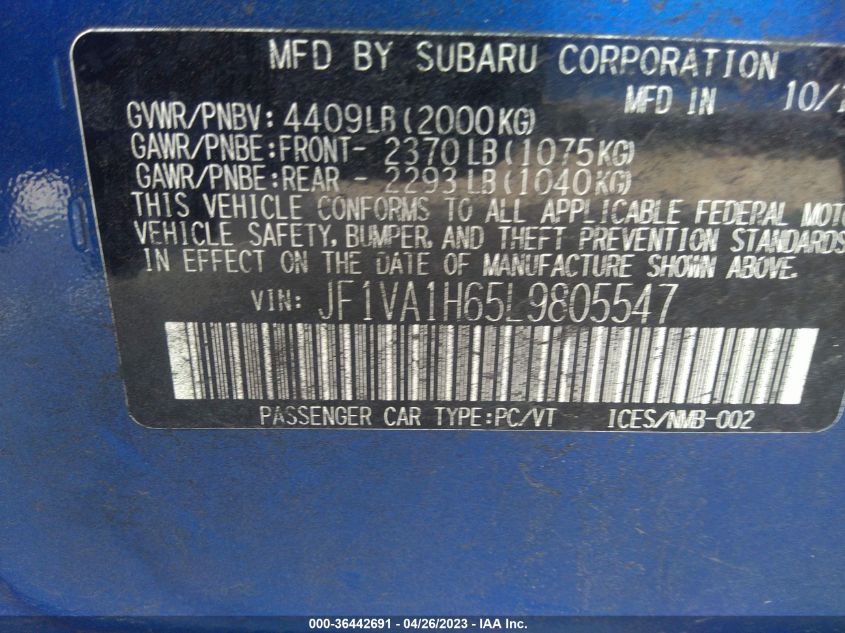 MFD BY SUBARU CORPORATION
MFD IN 10/1
GVWR/PNBV: 4409LB(2000KG)
GAWR/PNBE:FRONT- 2370LB(1075KG)
GAWR/PNBE:REAR - 2293LB(1040KG)
THIS VEHICLE CONFORMS TO ALL APPLICABLE FEDERAL MOTO
VEHICLE SAFETY, BUMPER, AND THEFT PREVENTION STANDARDS
IN EFFECT ON THE DATE OF MANUFACTURE SHOWN ABOVE.
VIN: JF1VA1H65L9805547
PASSENGER CAR TYPE:PC/VT ICES/NMB-002
000-36442691 - 04/26/2023 - IAA Inc.